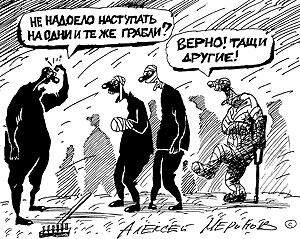 НЕ НАДОЕЛО НАСТУПАТЬ
НА ОДНИ И ТЕ ЖЕ ГРАБЛИ?
ВЕРНО! ТАЩИ
ДРУГИЕ!
АЛЕКСЕЙ МЕРИНОВ ©